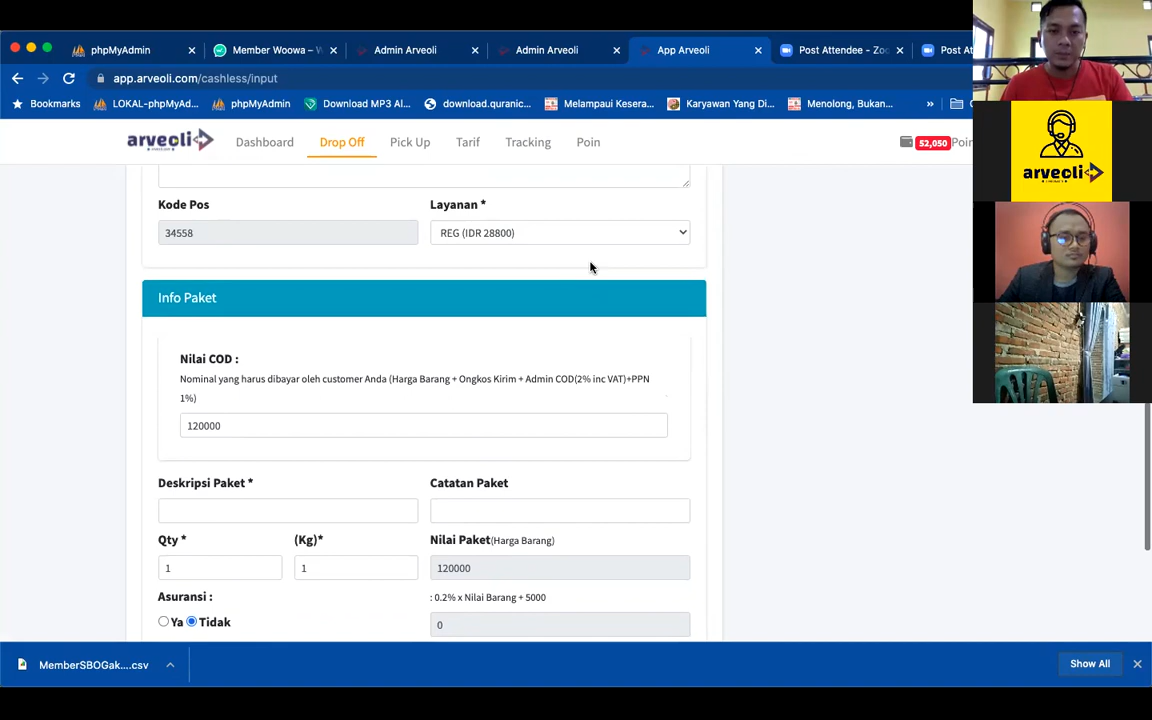 phpMyAdmin
Member Woowa – W
Admin Arveoli
Admin Arveoli
App Arveoli
Post Attendee - Zoo
Post At
app.arveoli.com/cashless/input
Bookmarks
LOKAL-phpMyAd...
phpMyAdmin
Download MP3 Al...
download.quranic...
Melampaui Kesera...
Karyawan Yang Di...
Menolong, Bukan...
»
arveoli
Dashboard
Drop Off
Pick Up
Tarif
Tracking
Poin
52,050
Poin
arveoli
Kode Pos
Layanan *
34558
REG (IDR 28800)
Info Paket
Nilai COD :
Nominal yang harus dibayar oleh customer Anda (Harga Barang + Ongkos Kirim + Admin COD(2% inc VAT)+PPN
1%)
120000
Deskripsi Paket *
Catatan Paket
Qty *
(Kg)*
Nilai Paket(Harga Barang)
1
1
120000
Asuransi :
: 0.2% x Nilai Barang + 5000
Ya
Tidak
0
MemberSBOGak....csv
Show All